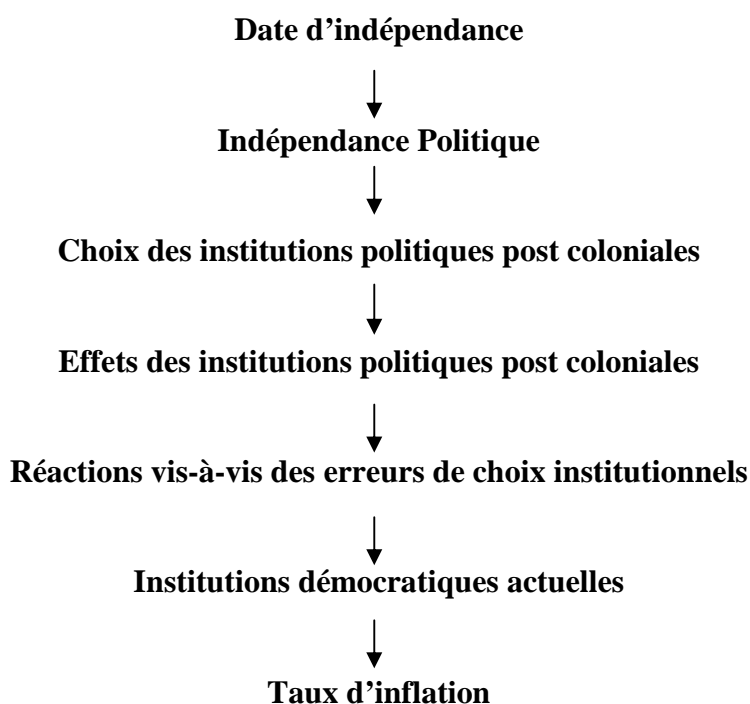 Date d’indépendance
Indépendance Politique
Choix des institutions politiques post coloniales
Effets des institutions politiques post coloniales
Réactions vis-à-vis des erreurs de choix institutionnels
Institutions démocratiques actuelles
Taux d’inflation